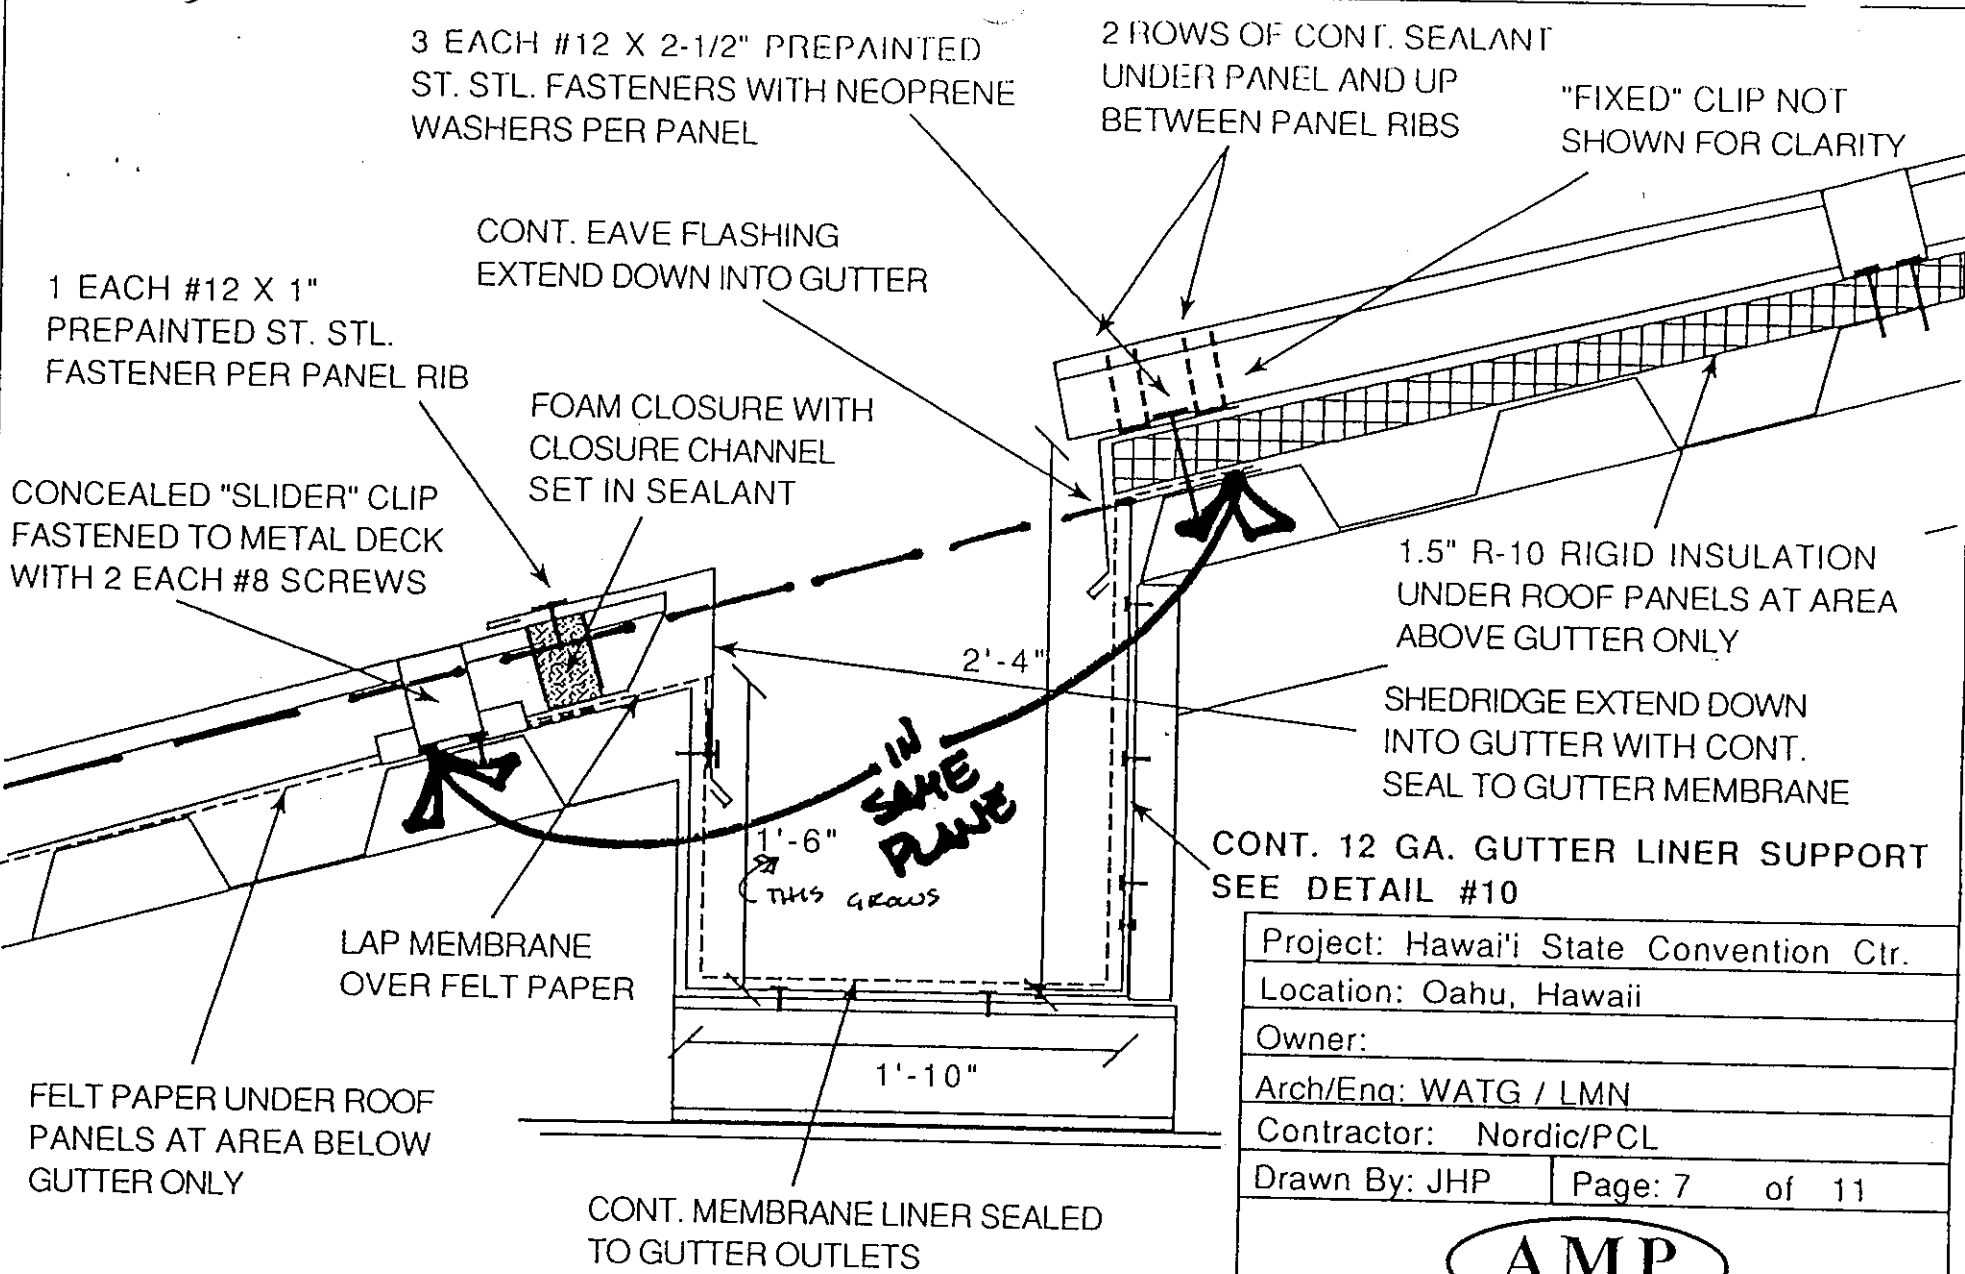 3 EACH #12 X 2-1/2" PREPAINTED
ST. STL. FASTENERS WITH NEOPRENE
WASHERS PER PANEL
2 ROWS OF CONT. SEALANT
UNDER PANEL AND UP
BETWEEN PANEL RIBS
"FIXED" CLIP NOT
SHOWN FOR CLARITY
CONT. EAVE FLASHING
EXTEND DOWN INTO GUTTER
1 EACH #12 X 1"
PREPAINTED ST. STL.
FASTENER PER PANEL RIB
FOAM CLOSURE WITH
CLOSURE CHANNEL
SET IN SEALANT
CONCEALED "SLIDER" CLIP
FASTENED TO METAL DECK
WITH 2 EACH #8 SCREWS
1.5" R-10 RIGID INSULATION
UNDER ROOF PANELS AT AREA
ABOVE GUTTER ONLY
2'-4"
SHEDRIDGE EXTEND DOWN
INTO GUTTER WITH CONT.
SEAL TO GUTTER MEMBRANE
IN
SAME
PLANE
1'-6"
THIS GROWS
CONT. 12 GA. GUTTER LINER SUPPORT
SEE DETAIL #10
LAP MEMBRANE
OVER FELT PAPER
1'-10"
FELT PAPER UNDER ROOF
PANELS AT AREA BELOW
GUTTER ONLY
CONT. MEMBRANE LINER SEALED
TO GUTTER OUTLETS
Project: Hawai'i State Convention Ctr.
Location: Oahu, Hawaii
Owner:
Arch/Eng: WATG / LMN
Contractor: Nordic/PCL
Drawn By: JHP Page: 7 of 11
AMP